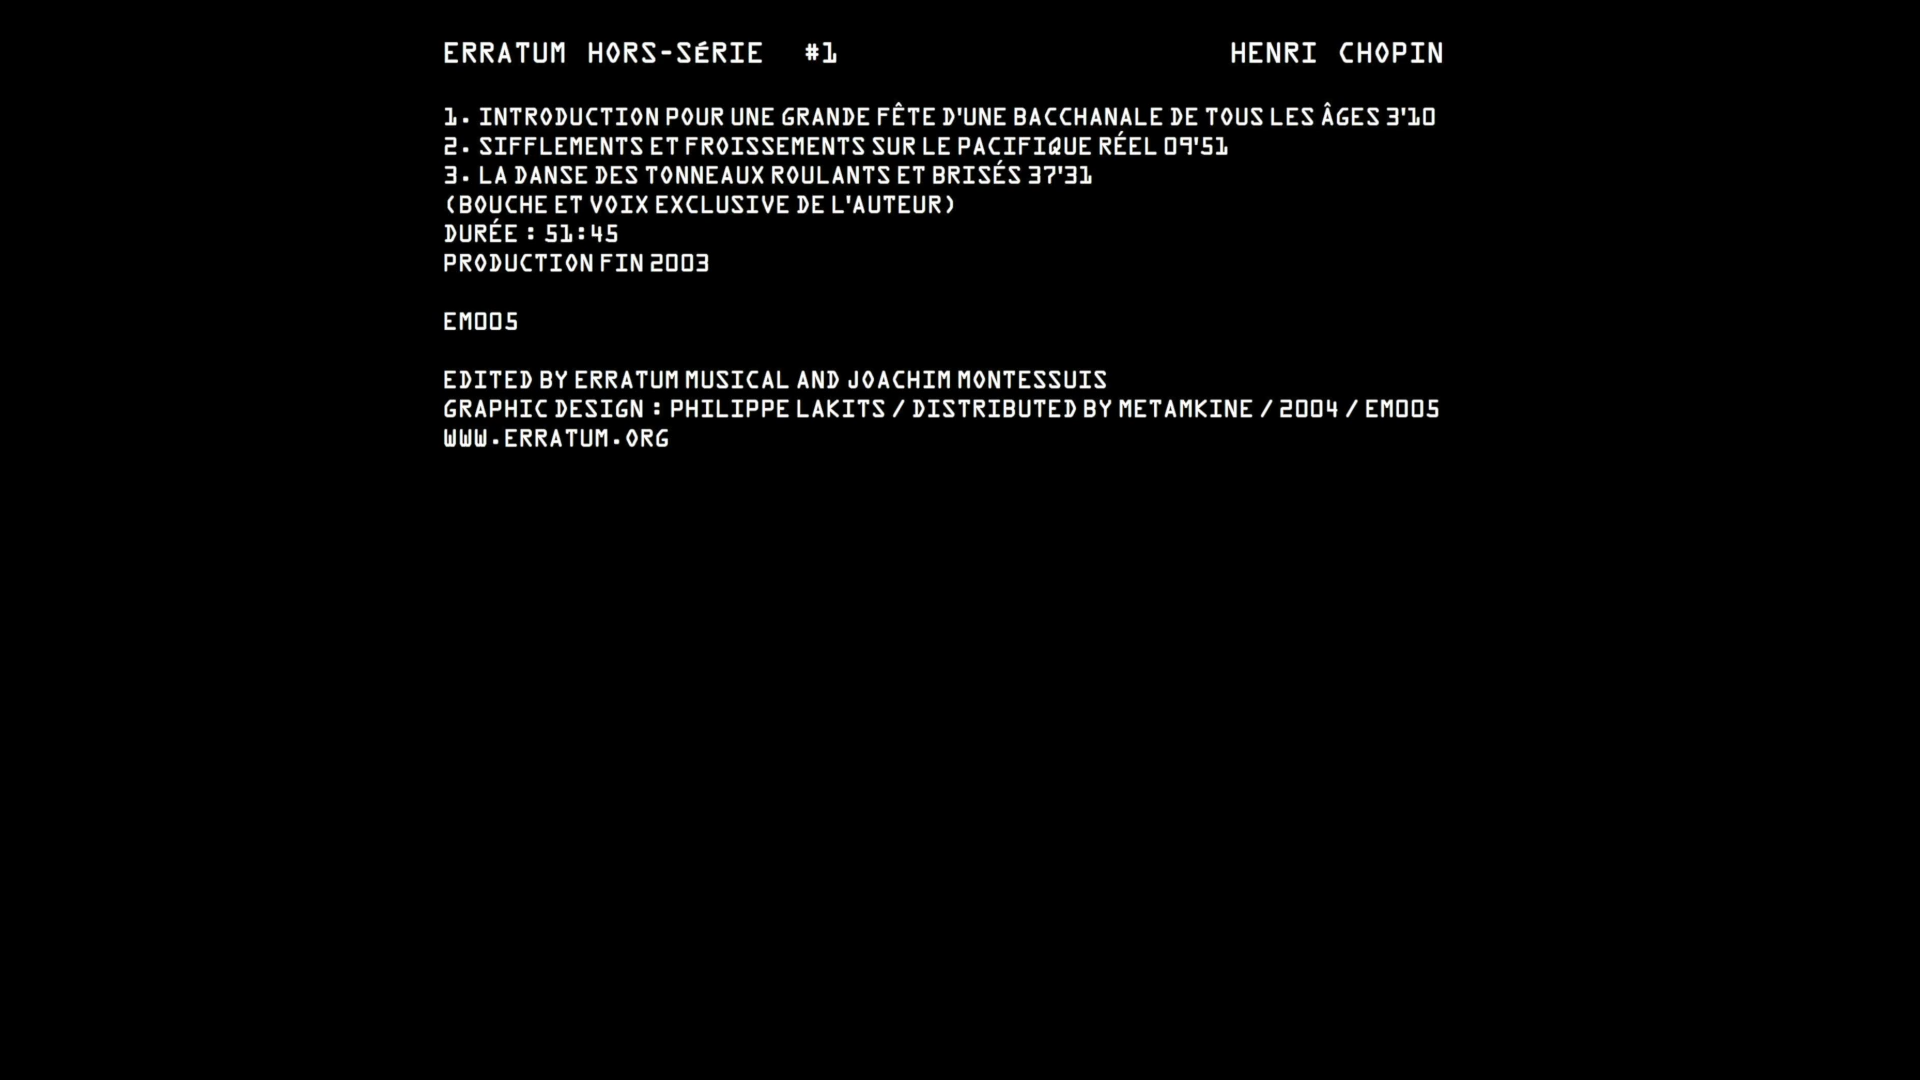 ERRATUM HORS-SÉRIE #1 HENRI CHOPIN
1. INTRODUCTION POUR UNE GRANDE FÊTE D'UNE BACCHANALE DE TOUS LES ÂGES 3'10
2. SIFFLEMENTS ET FROISSEMENTS SUR LE PACIFIQUE RÉEL 09'51
3. LA DANSE DES TONNEAUX ROULANTS ET BRISÉS 37'31
(BOUCHE ET VOIX EXCLUSIVE DE L'AUTEUR)
DURÉE : 51:45
PRODUCTION FIN 2003
EM005
EDITED BY ERRATUM MUSICAL AND JOACHIM MONTESSUIS
GRAPHIC DESIGN : PHILIPPE LAKITS / DISTRIBUTED BY METAMKINE / 2004 / EM005
WWW.ERRATUM.ORG